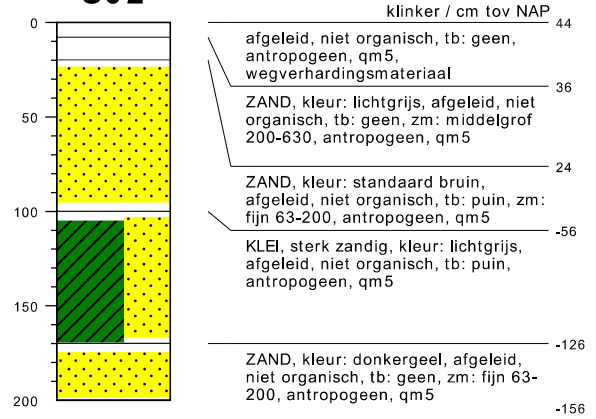 klinker / cm tov NAP
0
44
afgeleid, niet organisch, tb: geen,
antropogeen, qm5,
wegverhardingsmateriaal
36
ZAND, kleur: lichtgrijs, afgeleid, niet
organisch, tb: geen, zm: middelgrof
200-630, antropogeen, qm5
50
24
ZAND, kleur: standaard bruin,
afgeleid, niet organisch, tb: puin, zm:
fijn 63-200, antropogeen, qm5
100
-56
KLEI, sterk zandig, kleur: lichtgrijs,
afgeleid, niet organisch, tb: puin,
antropogeen, qm5
150
-126
ZAND, kleur: donkergeel, afgeleid,
niet organisch, tb: geen, zm: fijn 63-
200, antropogeen, qm5
200
-156